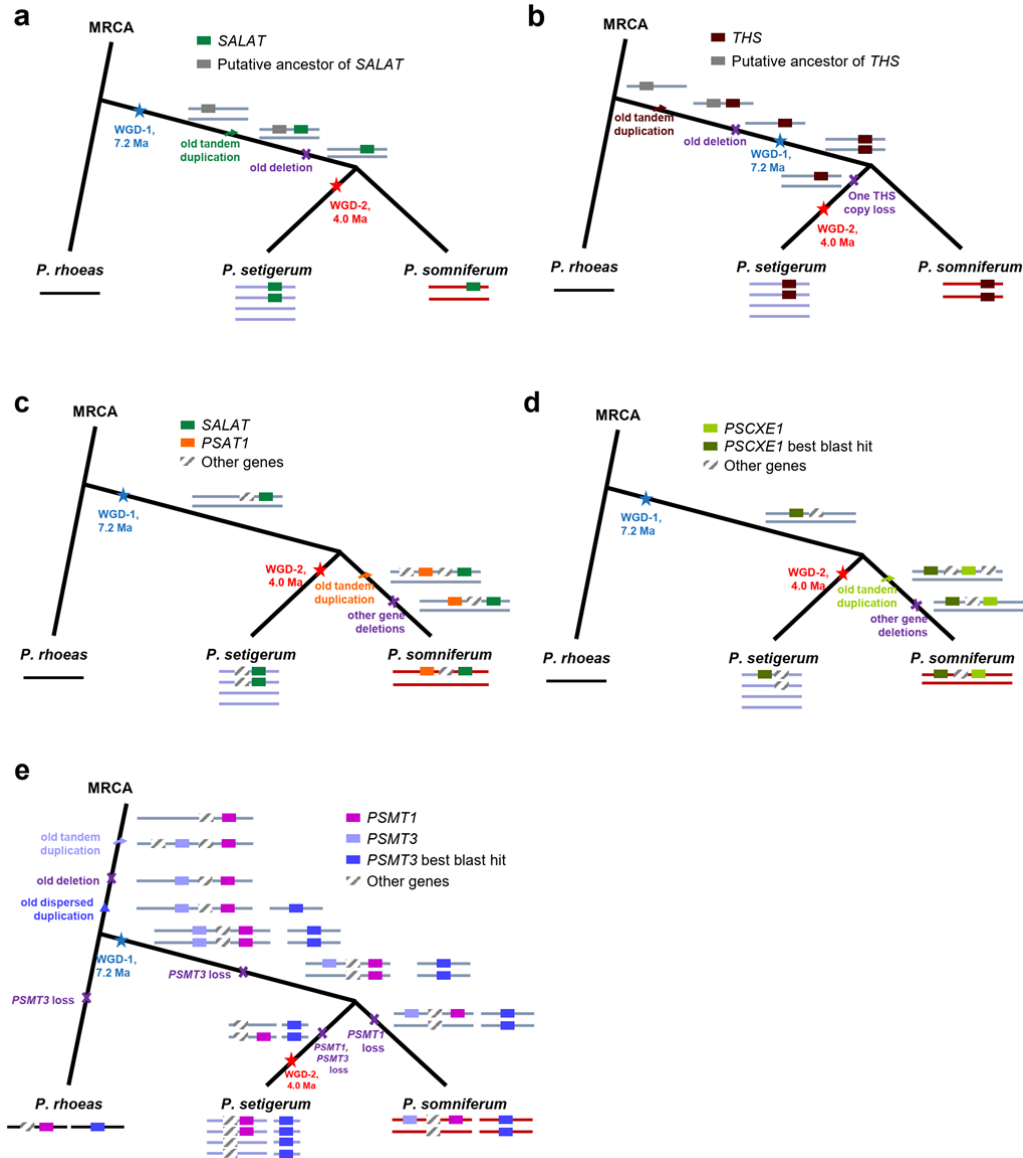 a
MRCA
SALAT
Putative ancestor of SALAT
WGD-1,
7.2 Ma
old tandem
duplication
old deletion
WGD-2,
4.0 Ma
P. rhoeas
P. setigerum
P. somniferum
b
MRCA
THS
Putative ancestor of THS
old tandem
duplication
old deletion
WGD-1,
7.2 Ma
One THS
copy loss
WGD-2,
4.0 Ma
P. rhoeas
P. setigerum
P. somniferum
c
MRCA
SALAT
PSAT1
Other genes
WGD-1,
7.2 Ma
WGD-2,
4.0 Ma
old tandem
duplication
other gene
deletions
P. rhoeas
P. setigerum
P. somniferum
d
MRCA
PSCXE1
PSCXE1 best blast hit
Other genes
WGD-1,
7.2 Ma
WGD-2,
4.0 Ma
old tandem
duplication
other gene
deletions
P. rhoeas
P. setigerum
P. somniferum
e
MRCA
PSMT1
PSMT3
PSMT3 best blast hit
Other genes
old tandem
duplication
old deletion
old dispersed
duplication
WGD-1,
7.2 Ma
PSMT3 loss
PSMT3 loss
PSMT1,
PSMT3
loss
PSMT1
loss
WGD-2,
4.0 Ma
P. rhoeas
P. setigerum
P. somniferum